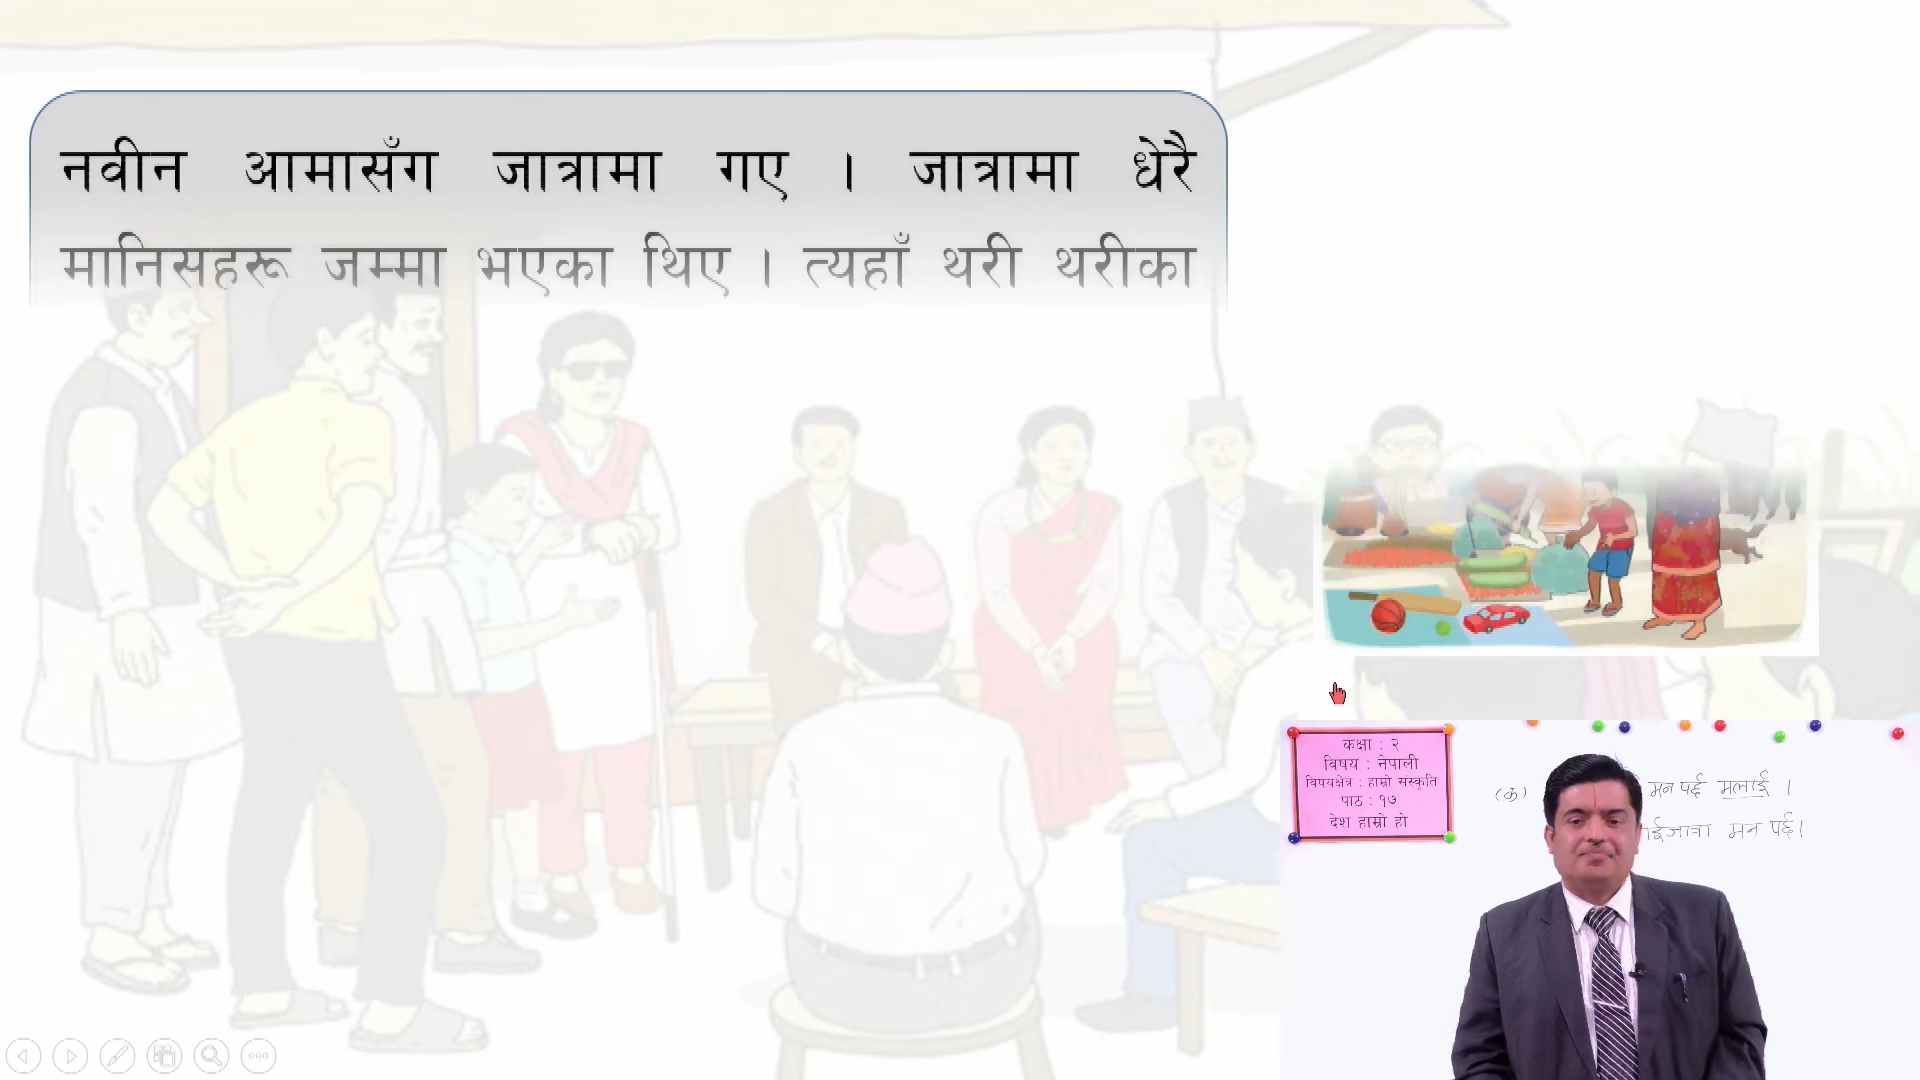 नवीन आमासँग जात्रामा गए । जात्रामा धेरै
मानिसहरू जम्मा भएका थिए । त्यहाँ थरी थरीका
कक्षा : २
विषय : नेपाली
विषयक्षेत्र : हाम्रो संस्कृति
पाठ : १७
देश हाम्रो हो
(क) मन पर्छ मलाई ।
जात्रा मन पर्छ।